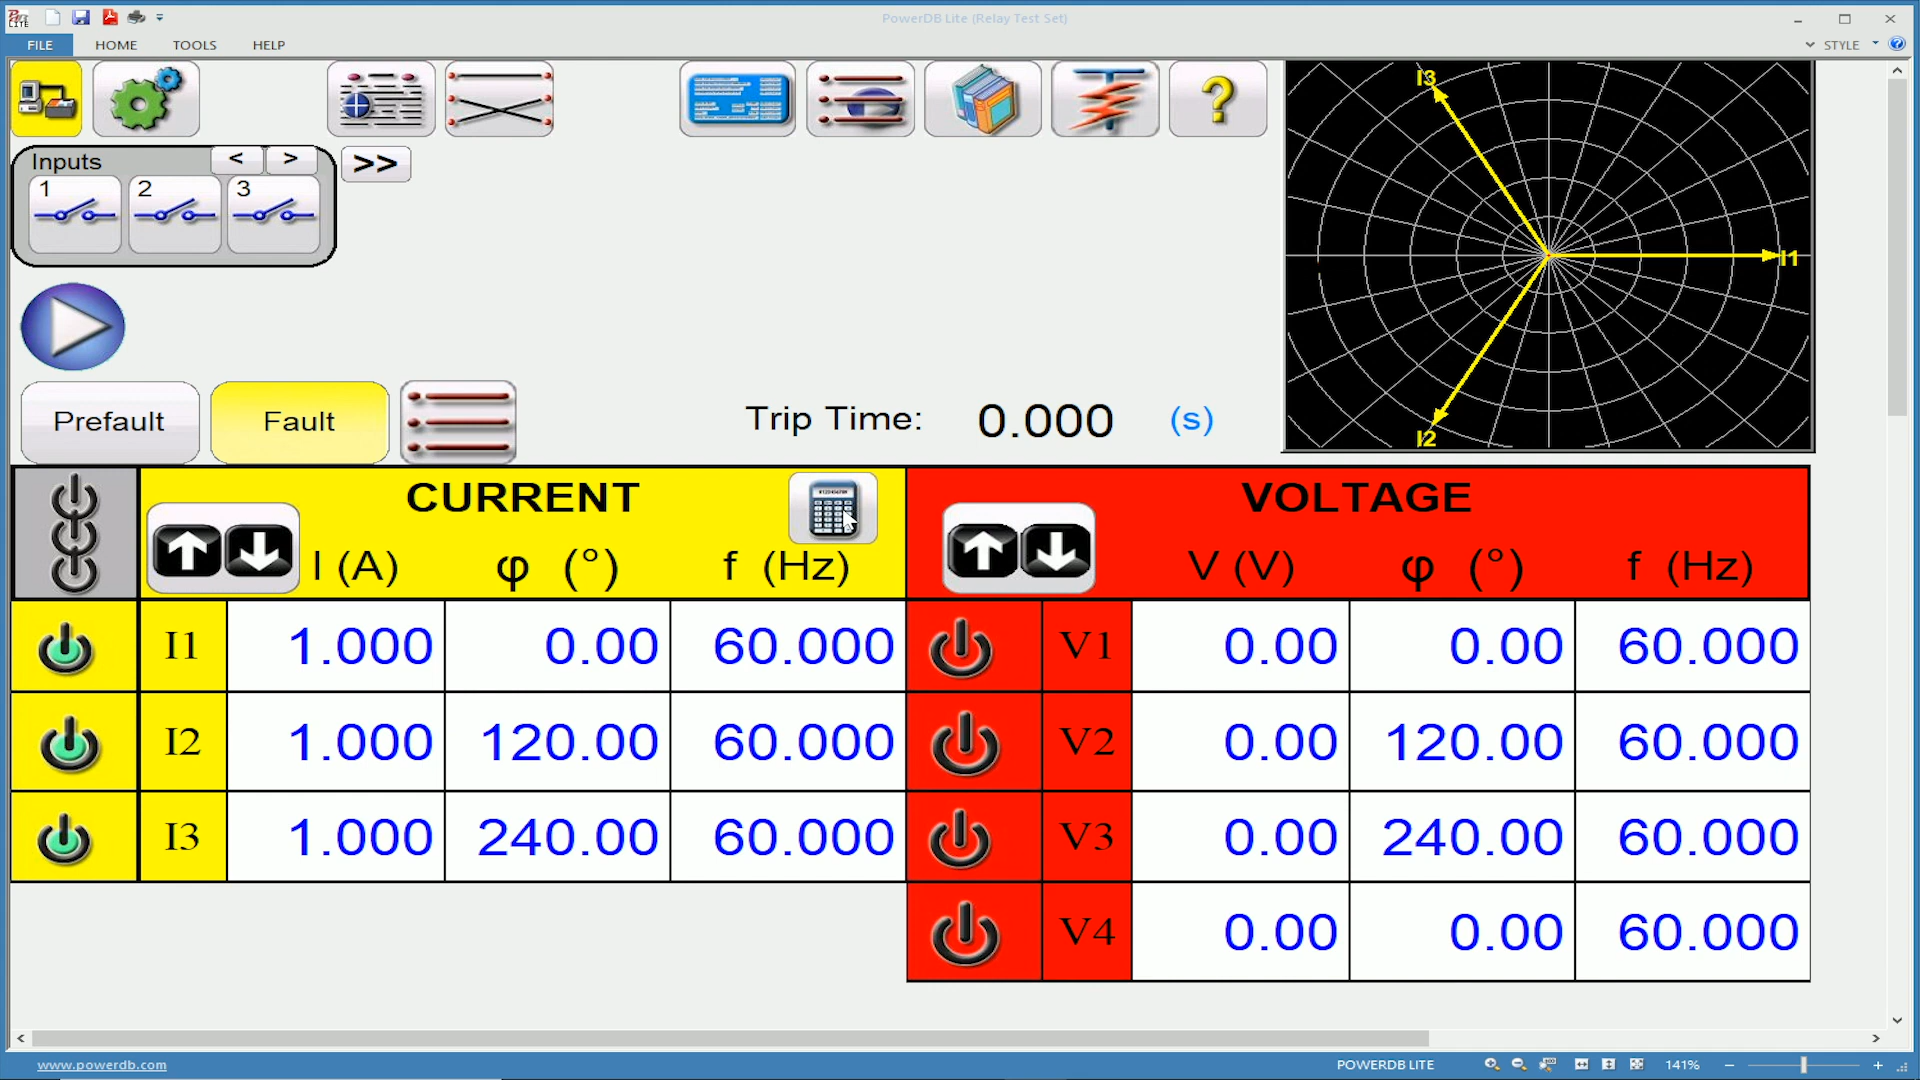 PowerDB Lite (Relay Test Set)
FILE HOME TOOLS HELP
STYLE
Inputs < >
>>
1 2 3
?
I3
I1
I2
Prefault Fault
Trip Time: 0.000 (s)
CURRENT
I (A) φ (°) f (Hz)
VOLTAGE
V (V) φ (°) f (Hz)
I1 1.000 0.00 60.000 V1 0.00 0.00 60.000
I2 1.000 120.00 60.000 V2 0.00 120.00 60.000
I3 1.000 240.00 60.000 V3 0.00 240.00 60.000
V4 0.00 0.00 60.000
www.powerdb.com
POWERDB LITE
141%